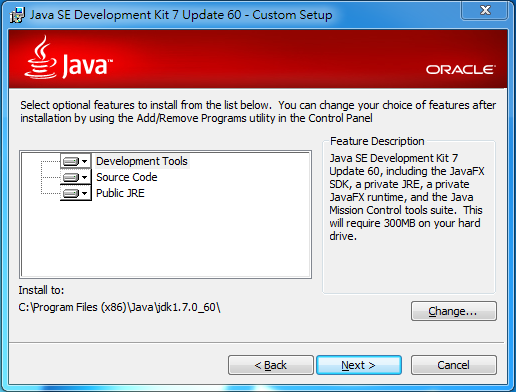 Java SE Development Kit 7 Update 60 - Custom Setup
Java™
ORACLE
Select optional features to install from the list below.  You can change your choice of features after
installation by using the Add/Remove Programs utility in the Control Panel
Development Tools
Source Code
Public JRE
Feature Description
Java SE Development Kit 7
Update 60, including the JavaFX
SDK, a private JRE, a private
JavaFX runtime, and the Java
Mission Control tools suite.  This
will require 300MB on your hard
drive.
Install to:
C:\Program Files (x86)\Java\jdk1.7.0_60\
Change...
< Back
Next >
Cancel